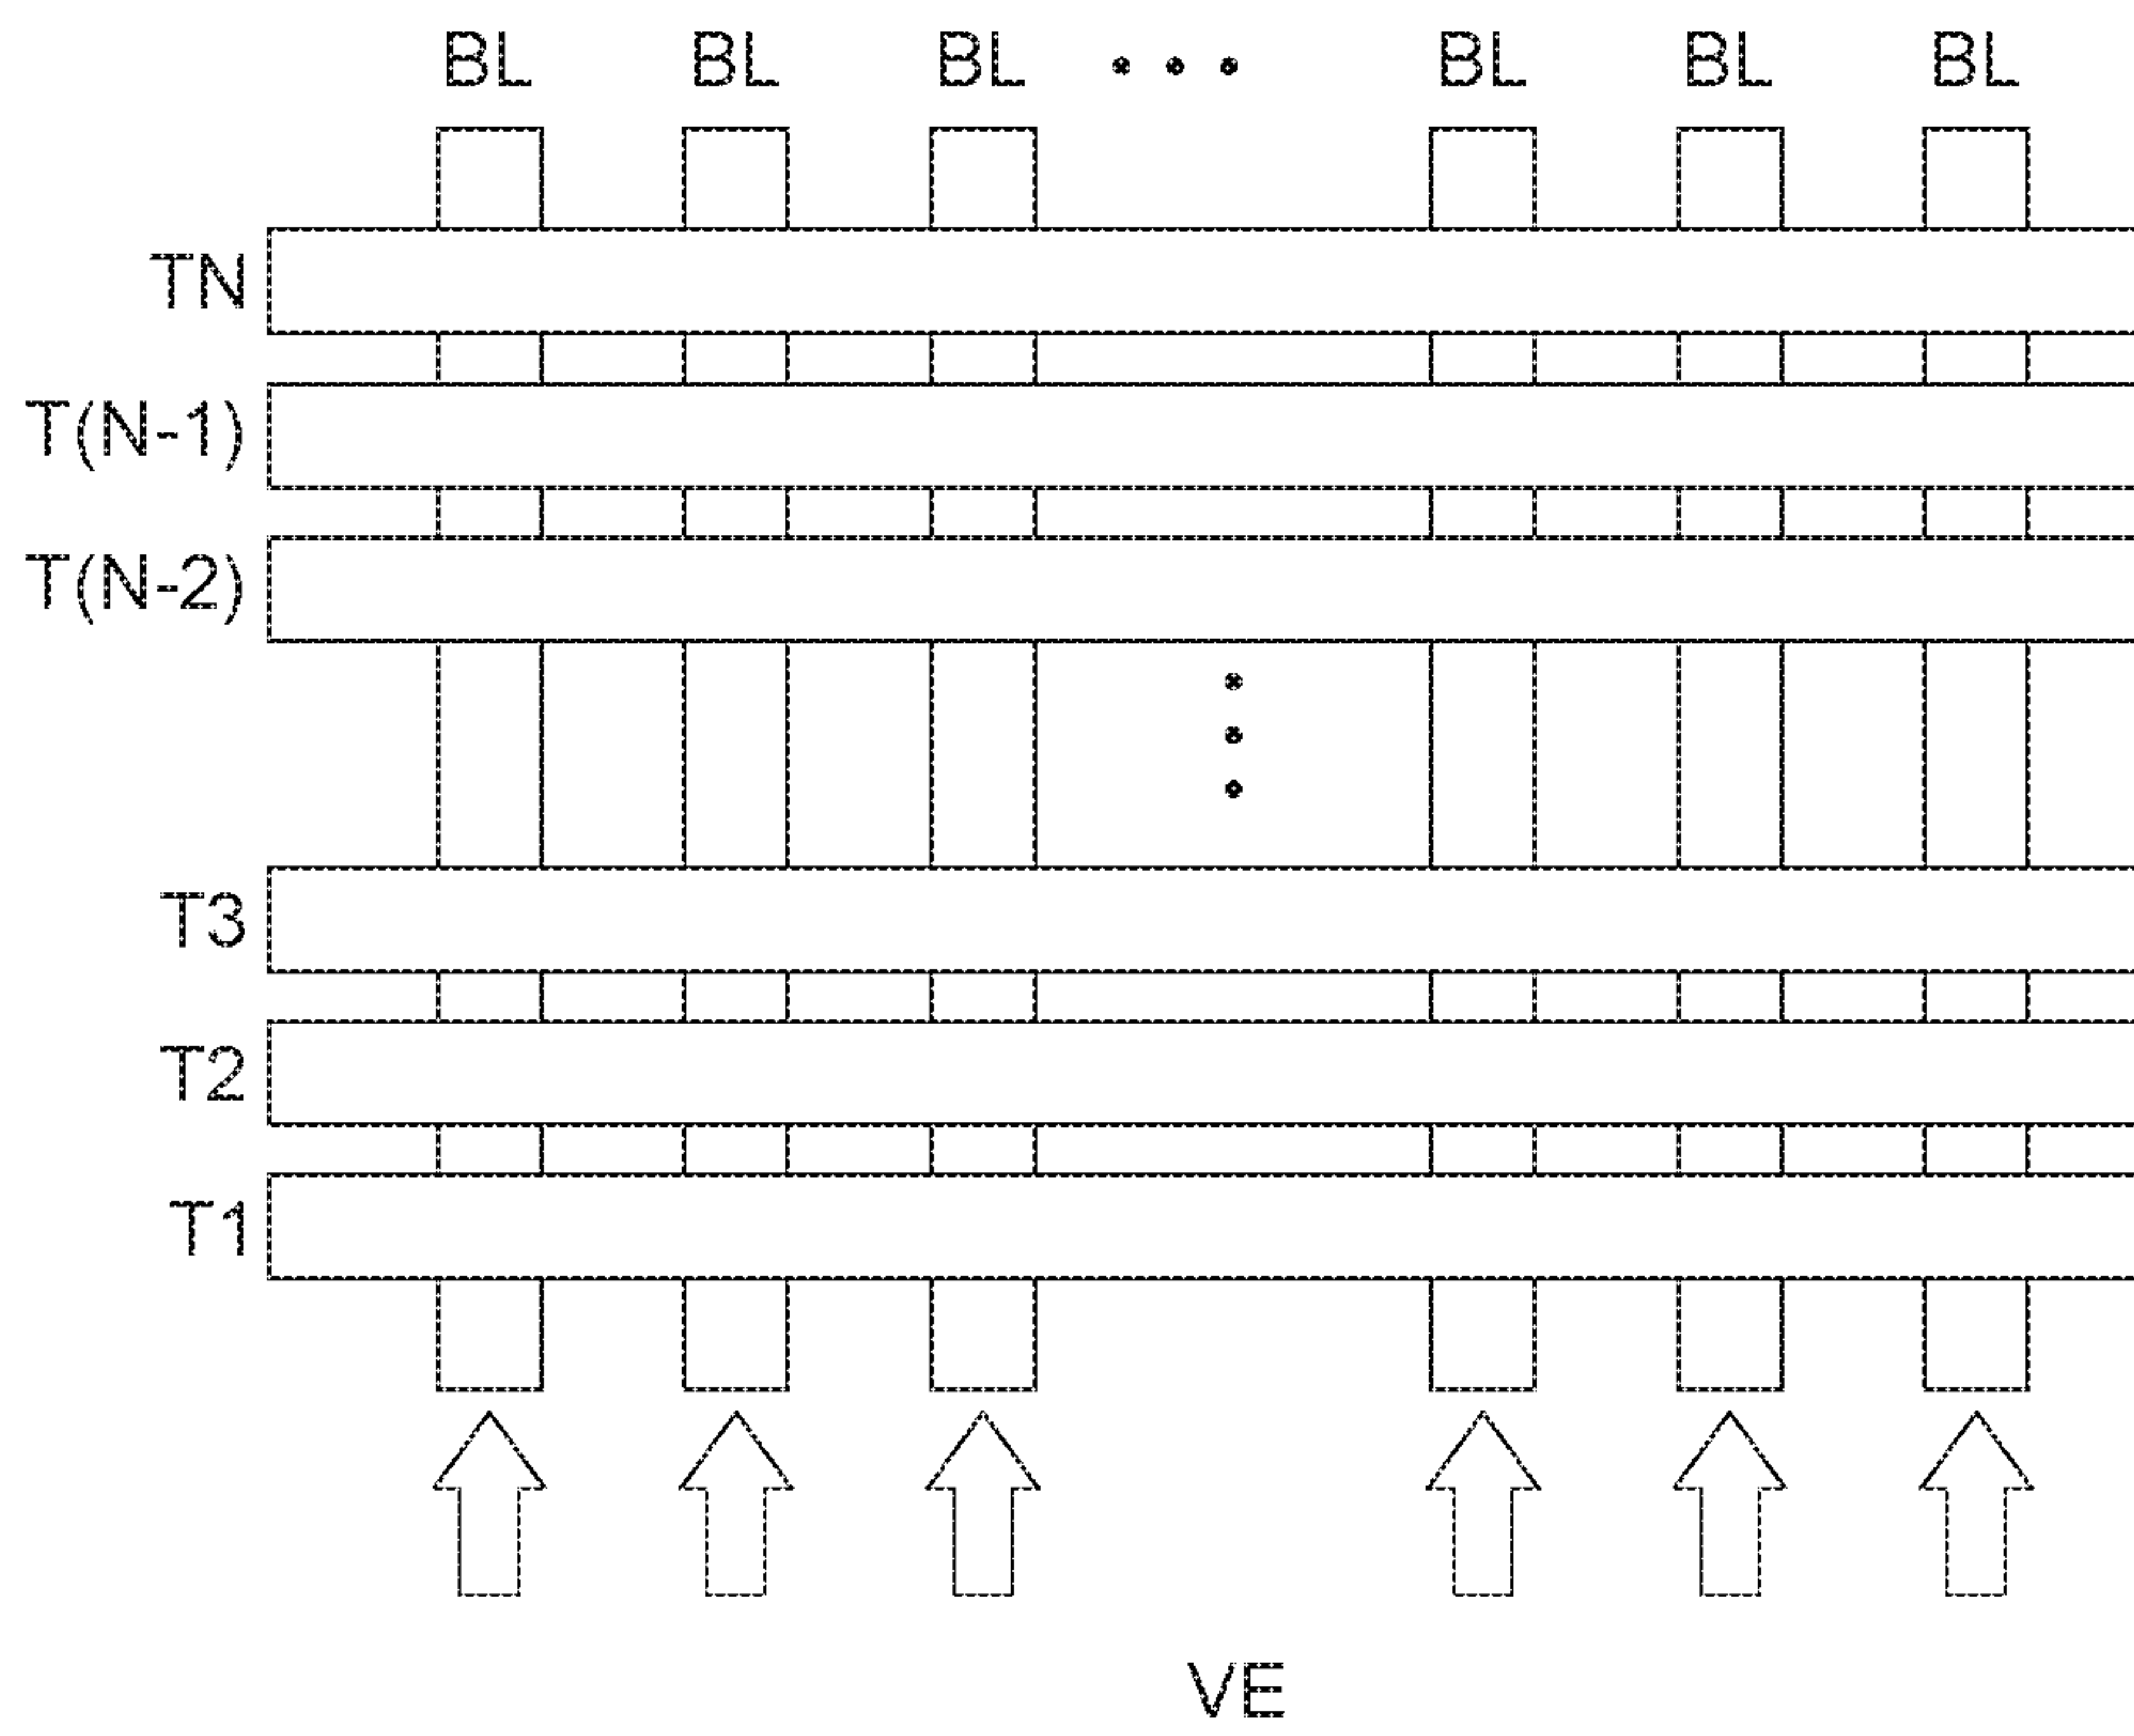 BL BL BL • • • BL BL BL
TN
T(N-1)
T(N-2)
T3
T2
T1
VE